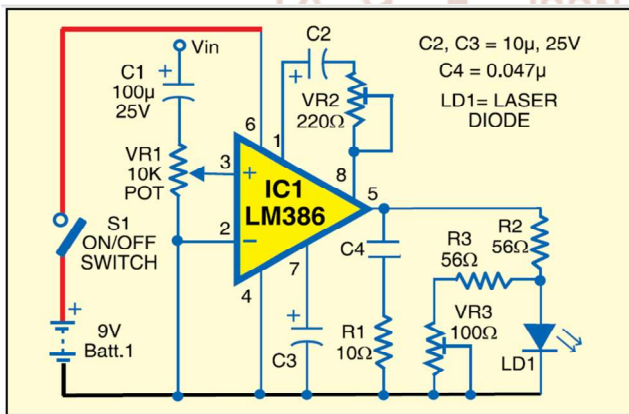 Vin
C1
100µ
25V
VR1
10K
POT
S1
ON/OFF
SWITCH
+
9V
Batt.1
6
3
+
2
−
4
IC1
LM386
7
1
8
5
C2
+
VR2
220Ω
+
C3
C4
R1
10Ω
R3
56Ω
R2
56Ω
VR3
100Ω
LD1
C2, C3 = 10µ, 25V
C4 = 0.047µ
LD1= LASER
DIODE